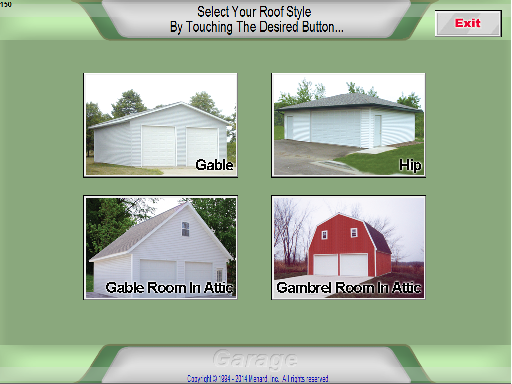 150
Select Your Roof Style
By Touching The Desired Button...
Exit
Gable
Hip
Gable Room In Attic
Gambrel Room In Attic
Garage
Copyright © 1994 - 2014 Menard, Inc. All rights reserved